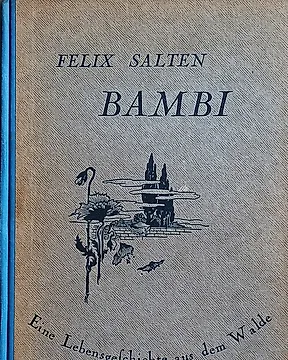 FELIX SALTEN
BAMBI
Eine Lebensgeſchichte aus dem Walde